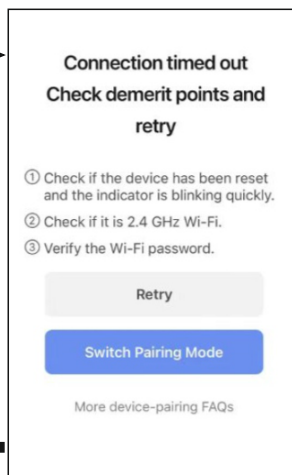 Connection timed out
Check demerit points and
retry
① Check if the device has been reset
and the indicator is blinking quickly.
② Check if it is 2.4 GHz Wi-Fi.
③ Verify the Wi-Fi password.
Retry
Switch Pairing Mode
More device-pairing FAQs